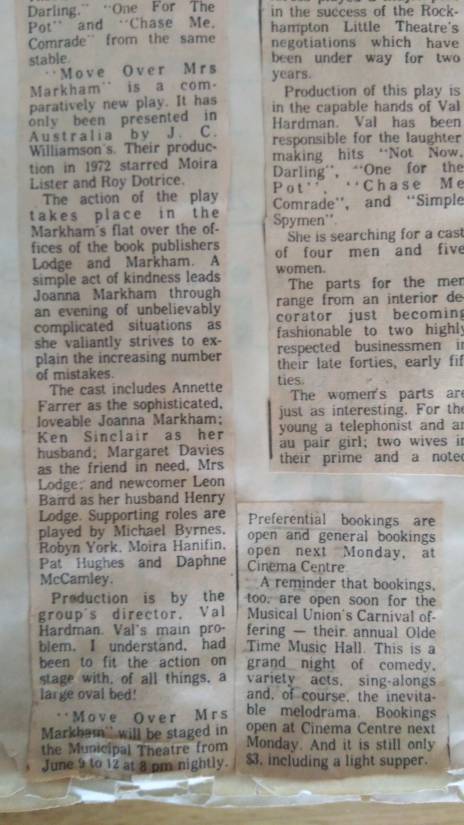 Darling." "One For The
Pot" and "Chase Me,
Comrade" from the same
stable.
"Move Over Mrs
Markham" is a com-
paratively new play. It has
only been presented in
Australia by J. C.
Williamson's. Their produc-
tion in 1972 starred Moira
Lister and Roy Dotrice.
The action of the play
takes place in the
Markham's flat over the of-
fices of the book publishers
Lodge and Markham. A
simple act of kindness leads
Joanna Markham through
an evening of unbelievably
complicated situations as
she valiantly strives to ex-
plain the increasing number
of mistakes.
The cast includes Annette
Farrer as the sophisticated,
loveable Joanna Markham;
Ken Sinclair as her
husband; Margaret Davies
as the friend in need, Mrs
Lodge; and newcomer Leon
Bard as her husband Henry
Lodge. Supporting roles are
played by Michael Byrnes,
Robyn York, Moira Hanifin,
Pat Hughes and Daphne
McCamley.
Production is by the
group's director, Val
Hardman. Val's main pro-
blem, I understand, had
been to fit the action on
stage with, of all things, a
large oval bed!
"Move Over Mrs
Markham" will be staged in
the Municipal Theatre from
June 9 to 12 at 8 pm nightly.
in the success of the Rock-
hampton Little Theatre's
negotiations which have
been under way for two
years.
Production of this play is
in the capable hands of Val
Hardman. Val has been
responsible for the laughter
making hits "Not Now,
Darling", "One for the
Pot", "Chase Me
Comrade", and "Simple
Spymen".
She is searching for a cast
of four men and five
women.
The parts for the men
range from an interior de-
corator just becoming
fashionable to two highly
respected businessmen in
their late forties, early fif-
ties.
The women's parts are
just as interesting. For the
young a telephonist and an
au pair girl; two wives in
their prime and a noted
Preferential bookings are
open and general bookings
open next Monday, at
Cinema Centre
A reminder that bookings,
too, are open soon for the
Musical Union's Carnival of-
fering — their annual Olde
Time Music Hall. This is a
grand night of comedy,
variety acts, sing-alongs
and, of course, the inevita-
ble melodrama. Bookings
open at Cinema Centre next
Monday. And it is still only
$3, including a light supper.